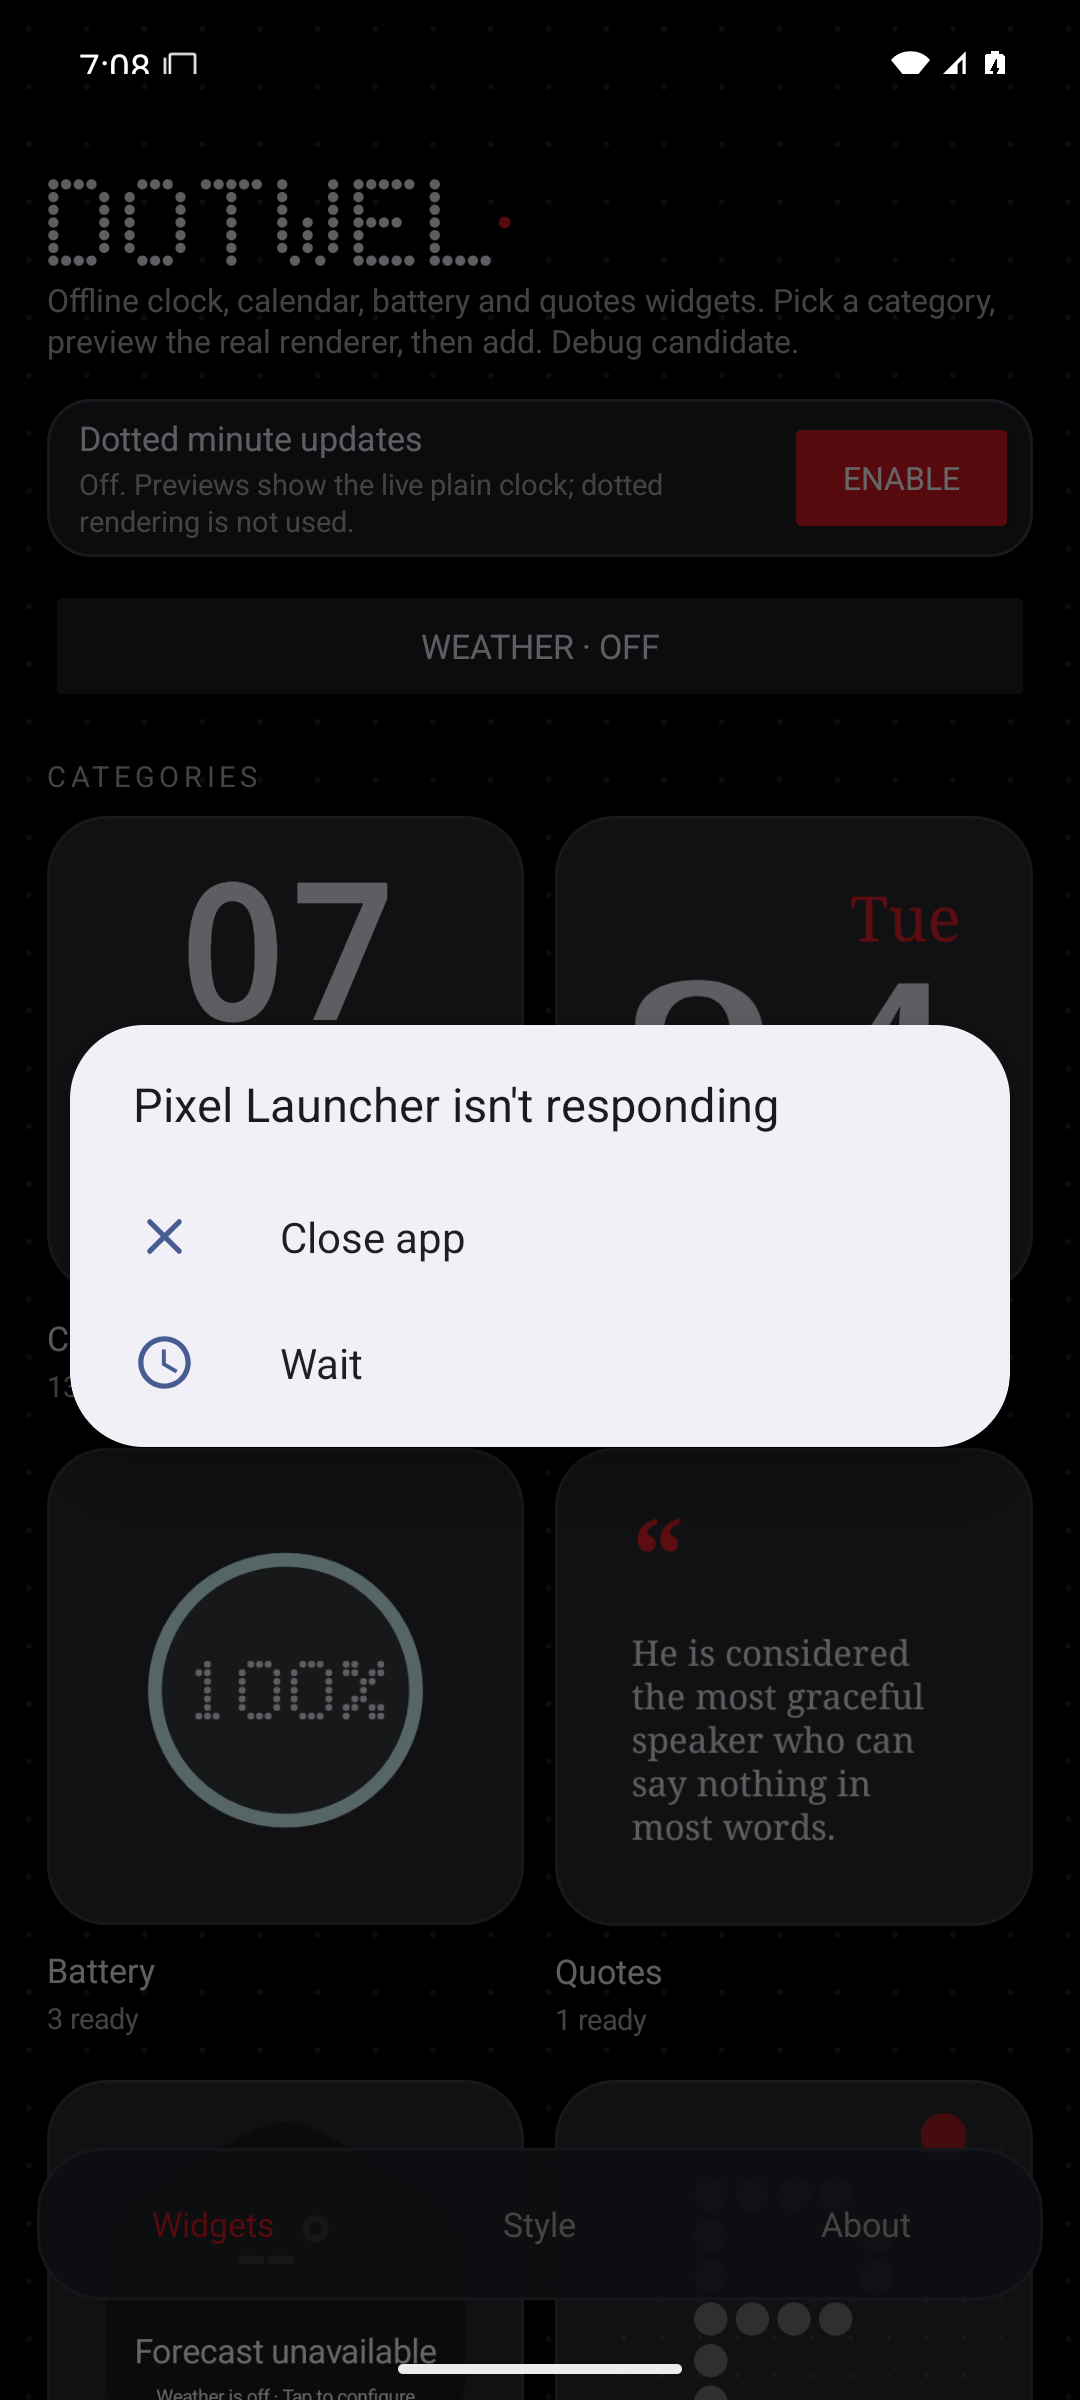 7:08
DOTWEL.
Offline clock, calendar, battery and quotes widgets. Pick a category,
preview the real renderer, then add. Debug candidate.
Dotted minute updates
Off. Previews show the live plain clock; dotted
rendering is not used.
ENABLE
WEATHER · OFF
CATEGORIES
07
Tue
Pixel Launcher isn't responding
Close app
Wait
100%
“
He is considered
the most graceful
speaker who can
say nothing in
most words.
Battery
3 ready
Quotes
1 ready
Widgets
Style
About
Forecast unavailable
Weather is off · Tap to configure